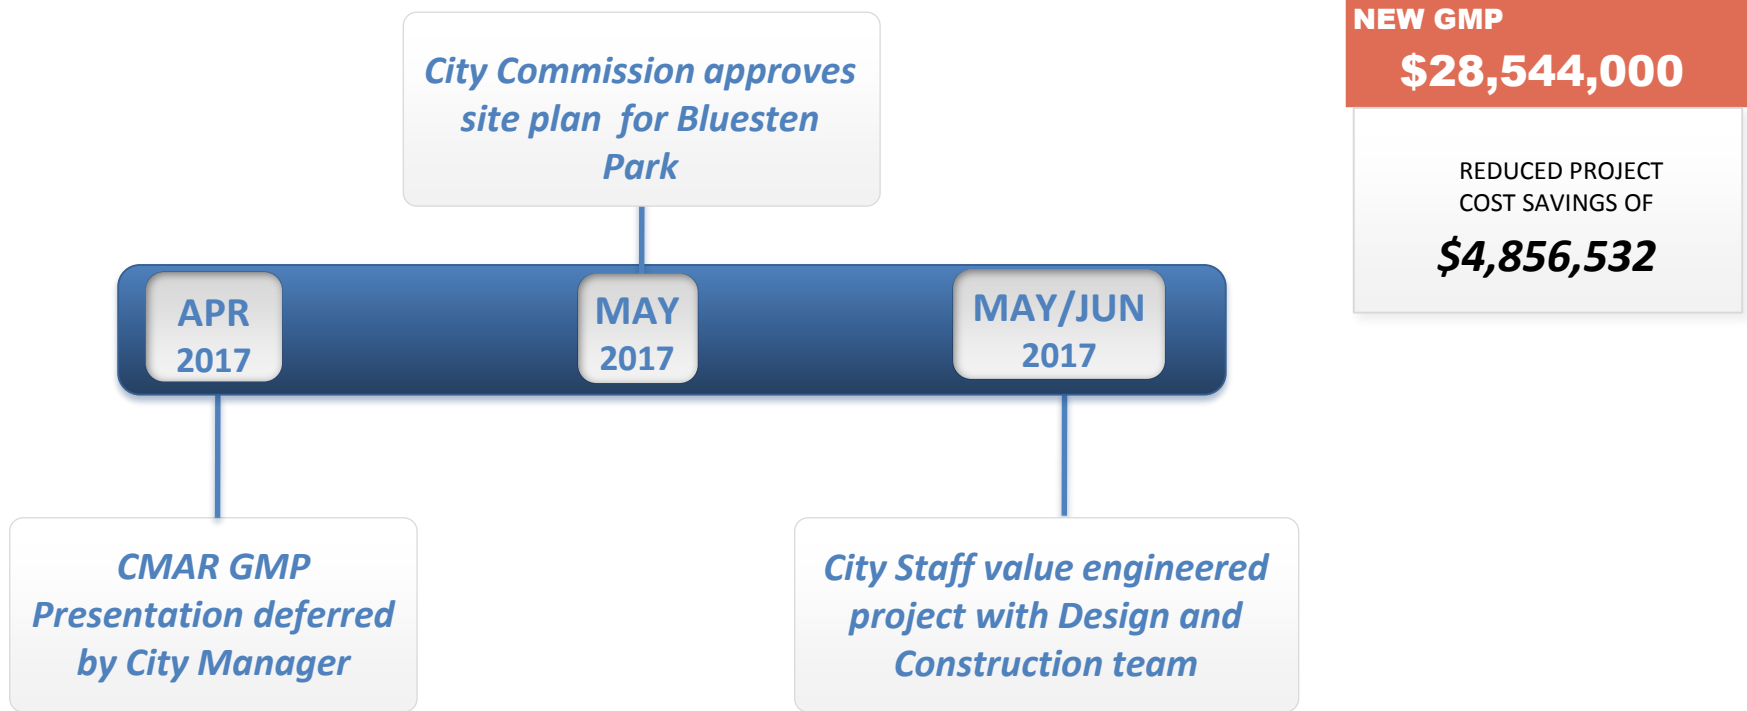 City Commission approves
site plan for Bluesten
Park
NEW GMP
$28,544,000
REDUCED PROJECT
COST SAVINGS OF
$4,856,532
APR
2017
MAY
2017
MAY/JUN
2017
CMAR GMP
Presentation deferred
by City Manager
City Staff value engineered
project with Design and
Construction team